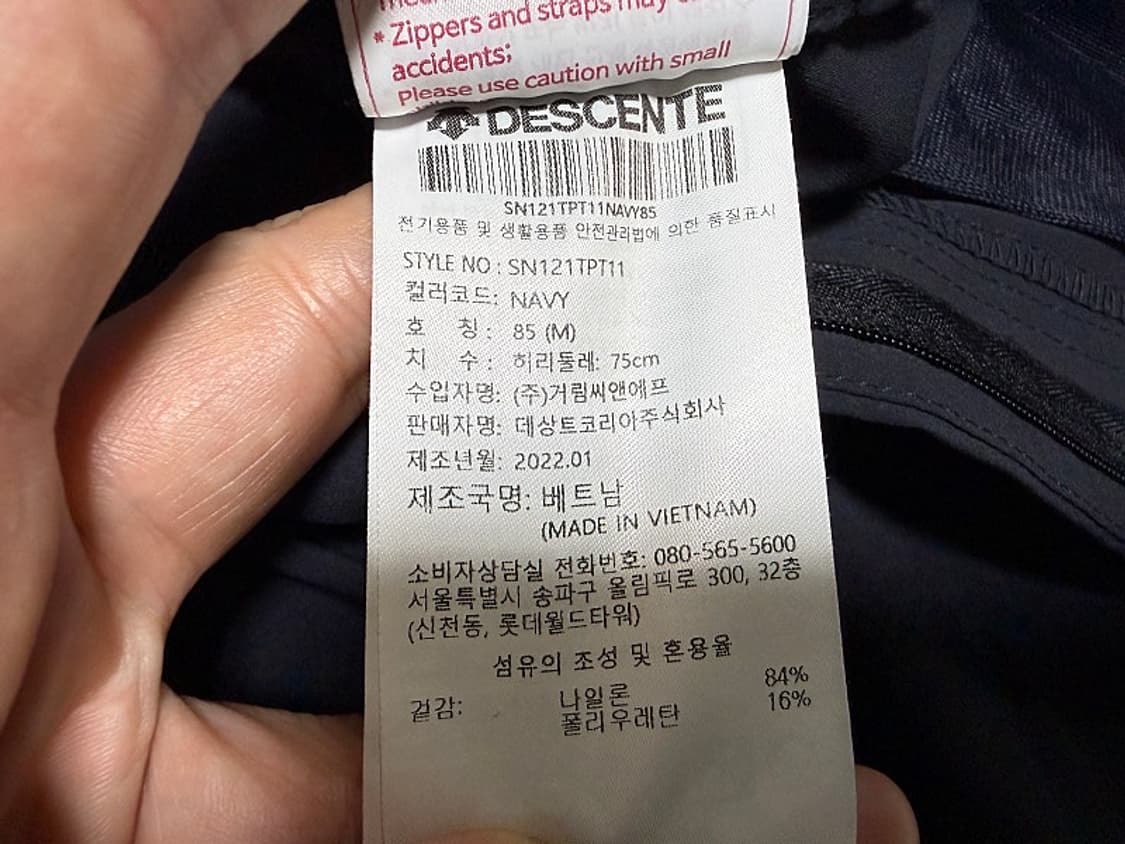 * Zippers and straps may
accidents;
Please use caution with small
DESCENTE
SN121TPT11NAVY85
전기용품 및 생활용품 안전관리법에 의한 품질표시
STYLE NO : SN121TPT11
컬러코드: NAVY
호 칭: 85 (M)
치 수: 허리둘레: 75cm
수입자명: (주)거림씨앤에프
판매자명: 데상트코리아주식회사
제조년월: 2022.01
제조국명: 베트남
(MADE IN VIETNAM)
소비자상담실 전화번호: 080-565-5600
서울특별시 송파구 올림픽로 300, 32층
(신천동, 롯데월드타워)
섬유의 조성 및 혼용율
겉감: 나일론 84%
폴리우레탄 16%